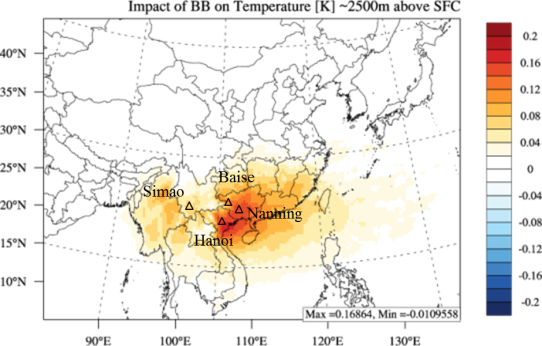 Impact of BB on Temperature [K] ~2500m above SFC
40°N
35°N
30°N
25°N
20°N
15°N
10°N
Baise
Simao
Nanning
Hanoi
Max =0.16864, Min =-0.0109558
90°E 100°E 110°E 120°E 130°E
0.2
0.16
0.12
0.08
0.04
0
-0.04
-0.08
-0.12
-0.16
-0.2